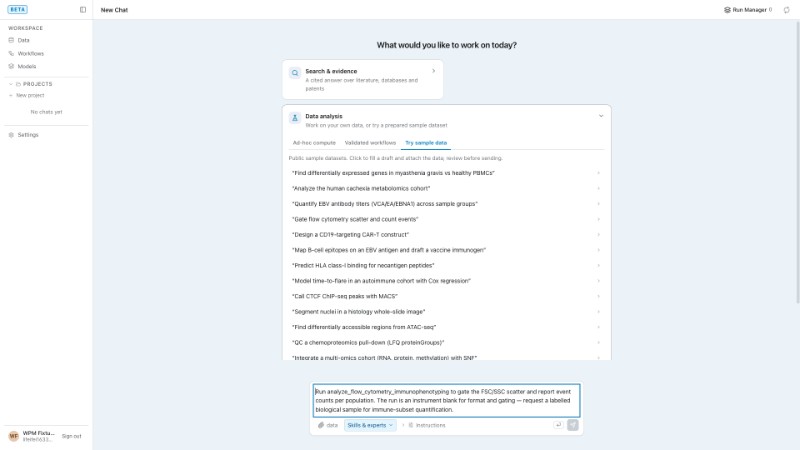 BETA
New Chat
Run Manager 0
WORKSPACE
Data
Workflows
Models
PROJECTS
+ New project
No chats yet
Settings
What would you like to work on today?
Search & evidence
A cited answer over literature, databases and
patents
Data analysis
Work on your own data, or try a prepared sample dataset
Ad-hoc compute Validated workflows Try sample data
Public sample datasets. Click to fill a draft and attach the data, review before sending.
"Find differentially expressed genes in myasthenia gravis vs healthy PBMCs"
"Analyze the human cachexia metabolomics cohort"
"Quantify EBV antibody titers (VCA/EA/EBNA1) across sample groups"
"Gate flow cytometry scatter and count events"
"Design a CD19-targeting CAR-T construct"
"Map B-cell epitopes on an EBV antigen and draft a vaccine immunogen"
"Predict HLA class-I binding for neoantigen peptides"
"Model time-to-flare in an autoimmune cohort with Cox regression"
"Call CTCF ChIP-seq peaks with MACS"
"Segment nuclei in a histology whole-slide image"
"Find differentially accessible regions from ATAC-seq"
"QC a chemoproteomics pull-down (LFQ proteinGroups)"
"Integrate a multi-omics cohort (RNA, protein, methylation) with SNF"
Run analyze_flow_cytometry_immunophenotyping to gate the FSC/SSC scatter and report event
counts per population. The run is an instrument blank for format and gating — request a labelled
biological sample for immune-subset quantification.
data Skills & experts Instructions
WF WPM Fixtu... Sign out